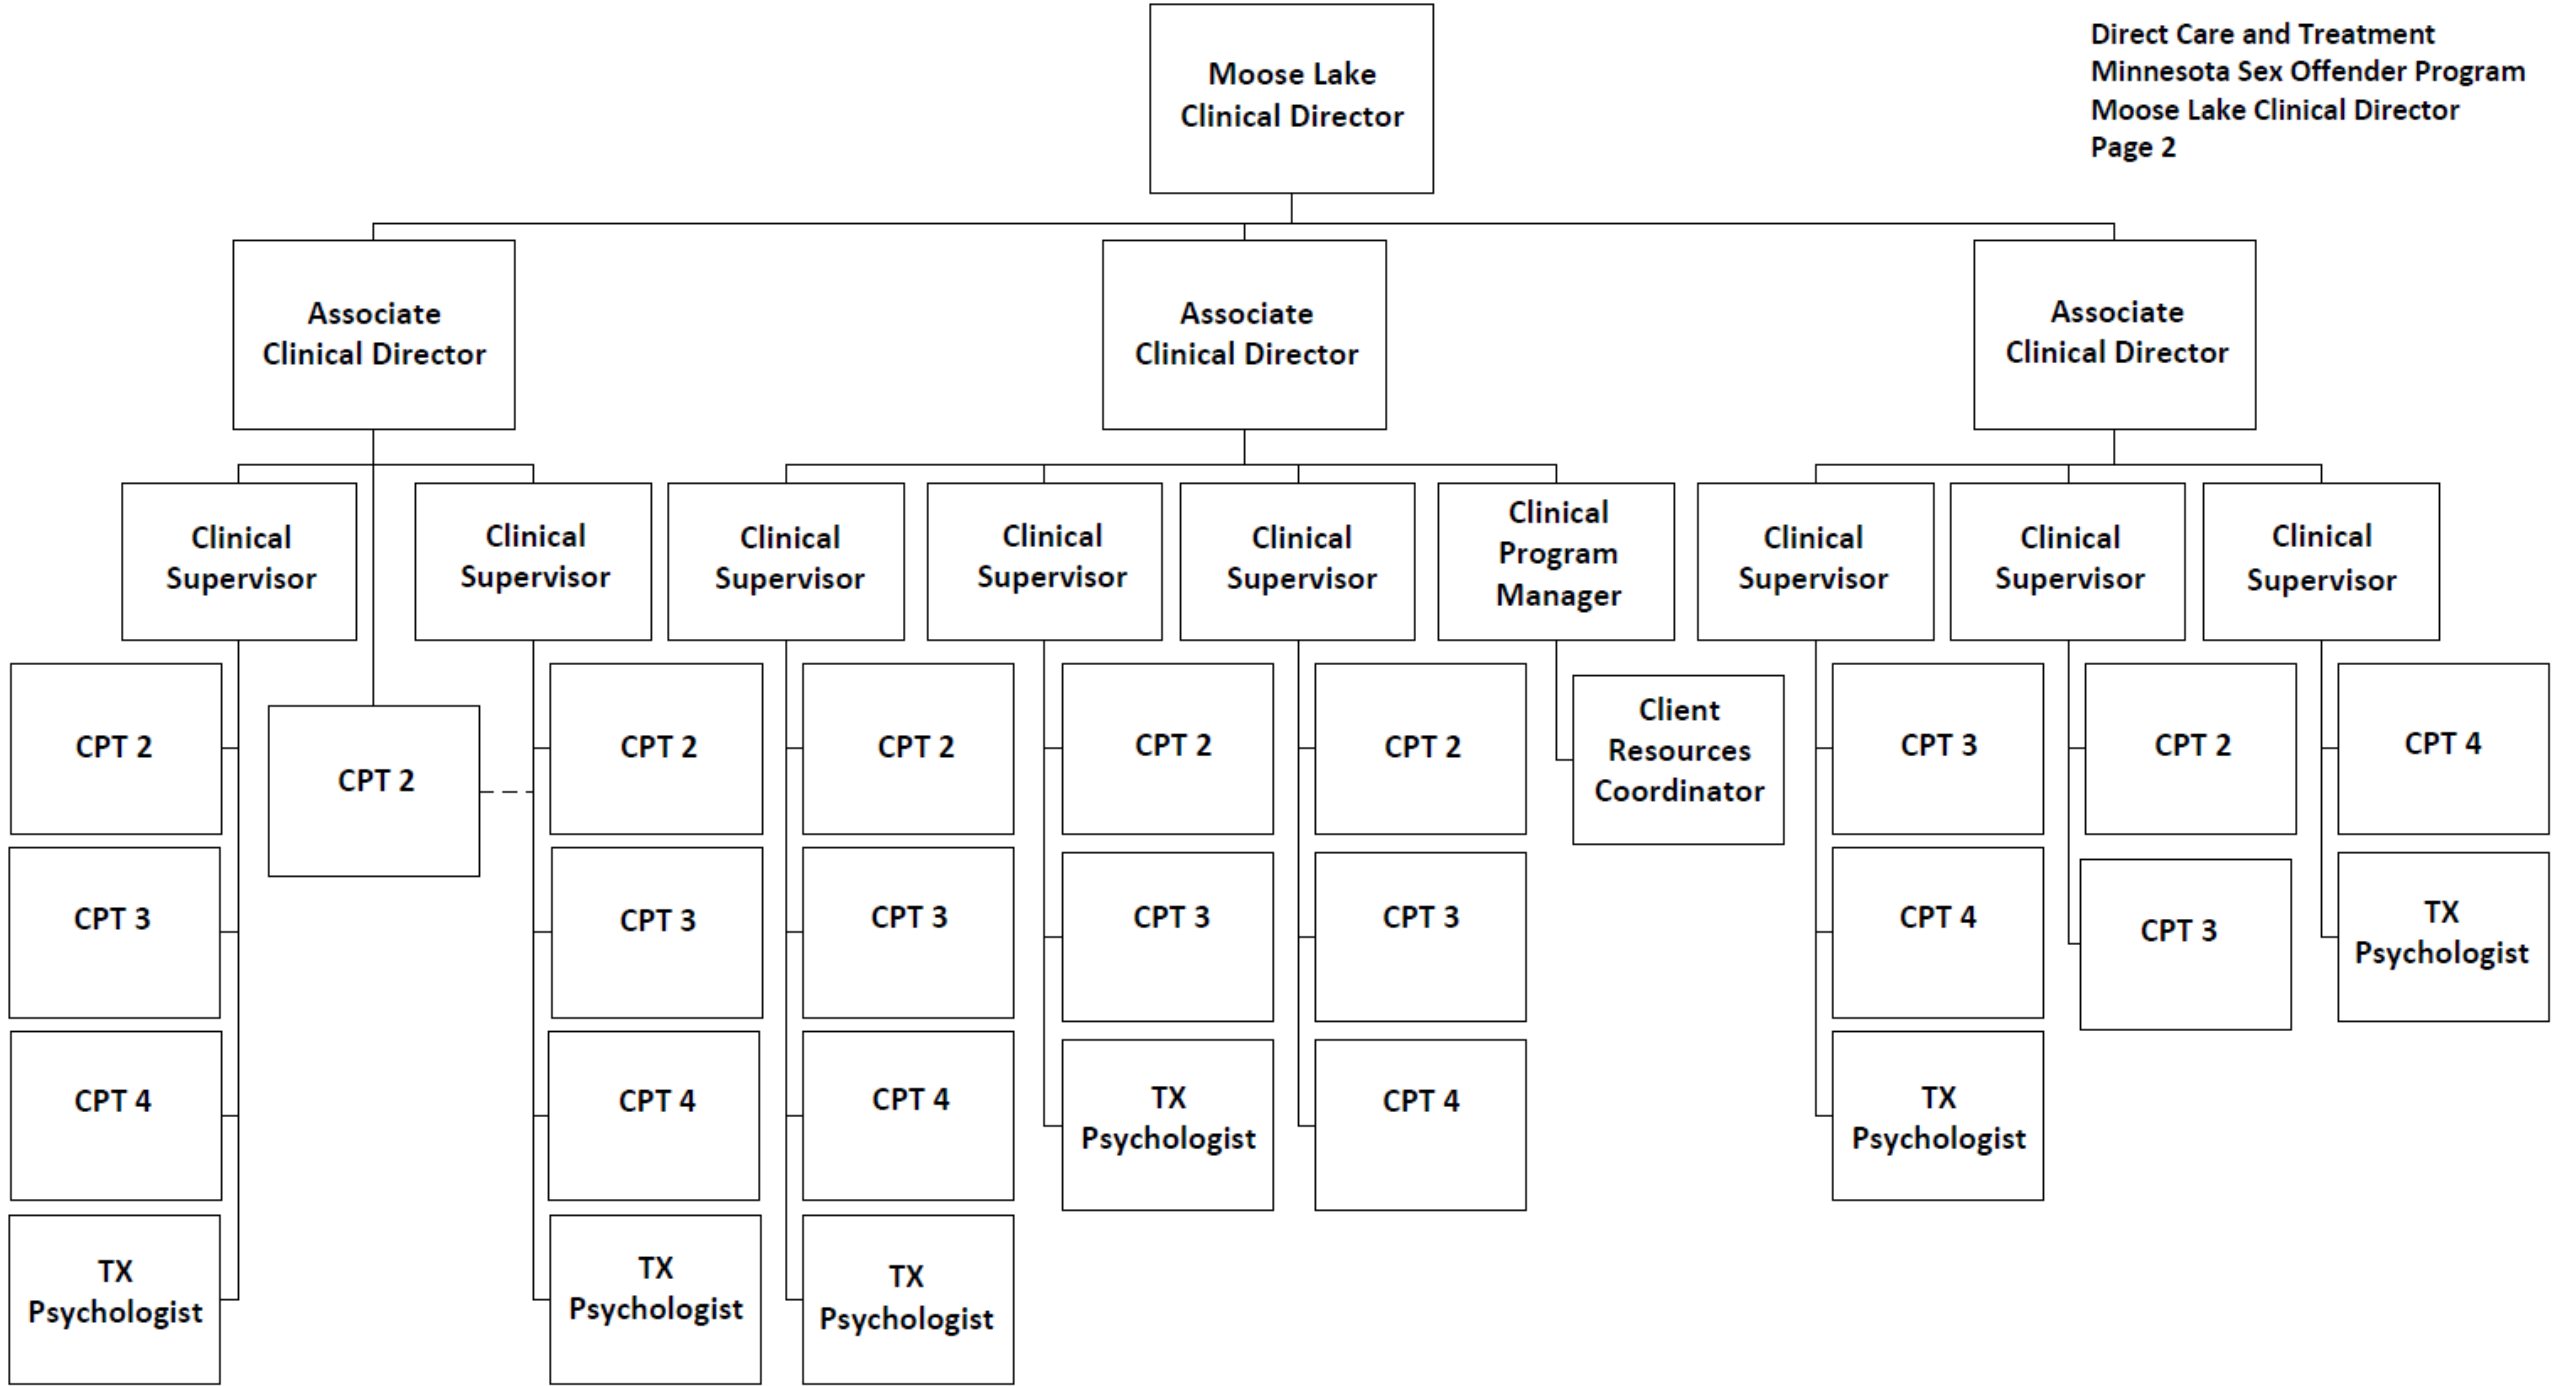 Direct Care and Treatment
Minnesota Sex Offender Program
Moose Lake Clinical Director
Page 2
Moose Lake
Clinical Director
Associate
Clinical Director
Associate
Clinical Director
Associate
Clinical Director
Clinical
Supervisor
Clinical
Supervisor
Clinical
Supervisor
Clinical
Supervisor
Clinical
Supervisor
Clinical
Program
Manager
Clinical
Supervisor
Clinical
Supervisor
Clinical
Supervisor
CPT 2
CPT 3
CPT 4
TX
Psychologist
CPT 2
CPT 2
CPT 3
CPT 4
TX
Psychologist
CPT 2
CPT 3
CPT 4
TX
Psychologist
CPT 2
CPT 3
TX
Psychologist
CPT 2
CPT 3
CPT 4
Client
Resources
Coordinator
CPT 3
CPT 4
TX
Psychologist
CPT 2
CPT 3
CPT 4
TX
Psychologist